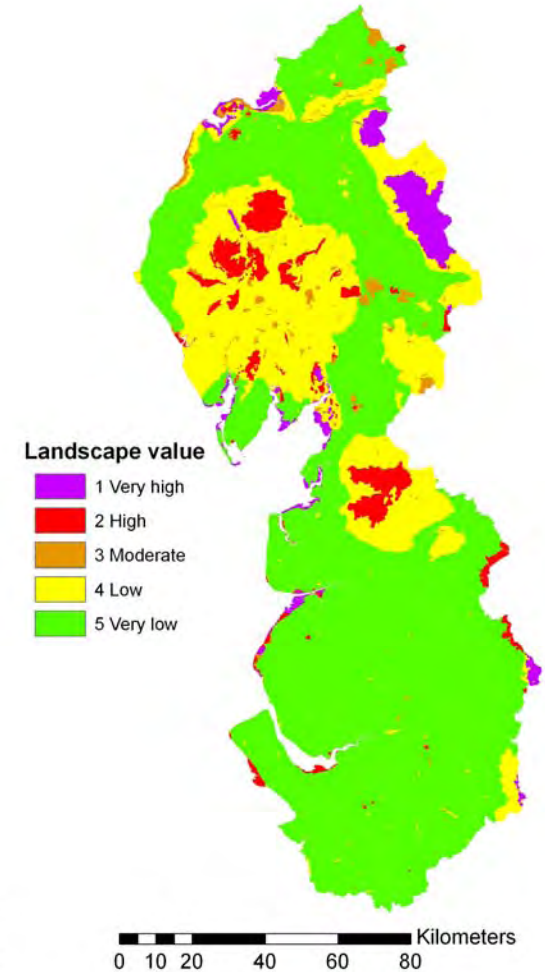 Landscape value
1 Very high
2 High
3 Moderate
4 Low
5 Very low
Kilometers
0 10 20 40 60 80